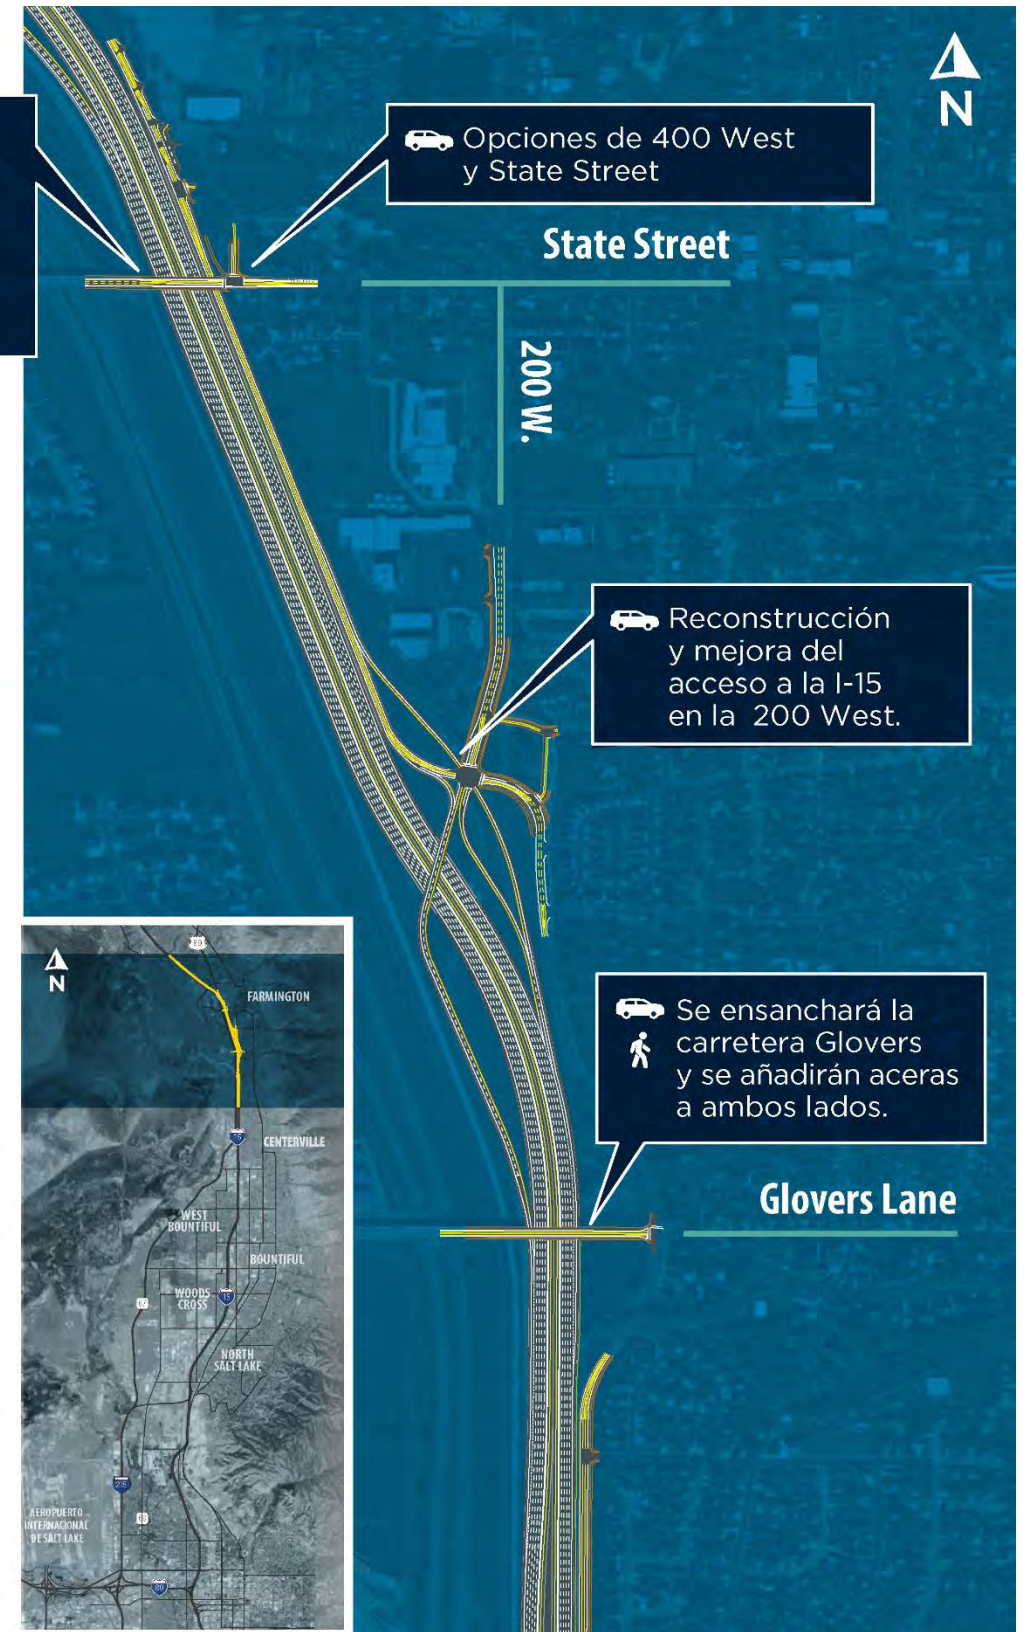 N
Opciones de 400 West
y State Street
State Street
200 W.
Reconstrucción
y mejora del
acceso a la I-15
en la 200 West.
Se ensanchará la
carretera Glovers
y se añadirán aceras
a ambos lados.
Glovers Lane
N
89
FARMINGTON
15
CENTERVILLE
WEST
BOUNTIFUL
BOUNTIFUL
WOODS
CROSS
15
NORTH
SALT LAKE
215
AEROPUERTO
INTERNACIONAL
DE SALT LAKE
80